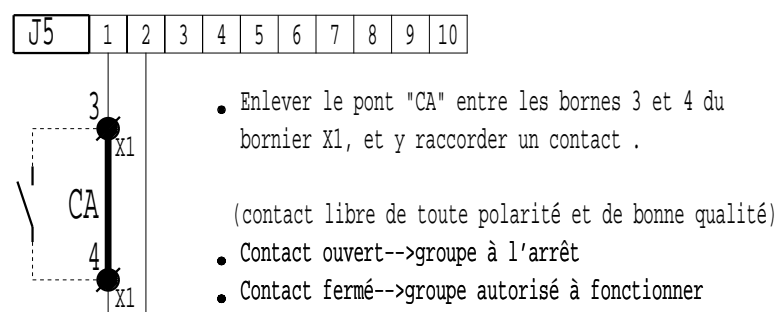 J5 1 2 3 4 5 6 7 8 9 10
3
X1
CA
4
X1
Enlever le pont "CA" entre les bornes 3 et 4 du
bornier X1, et y raccorder un contact .
(contact libre de toute polarité et de bonne qualité)
Contact ouvert-->groupe à l'arrêt
Contact fermé-->groupe autorisé à fonctionner